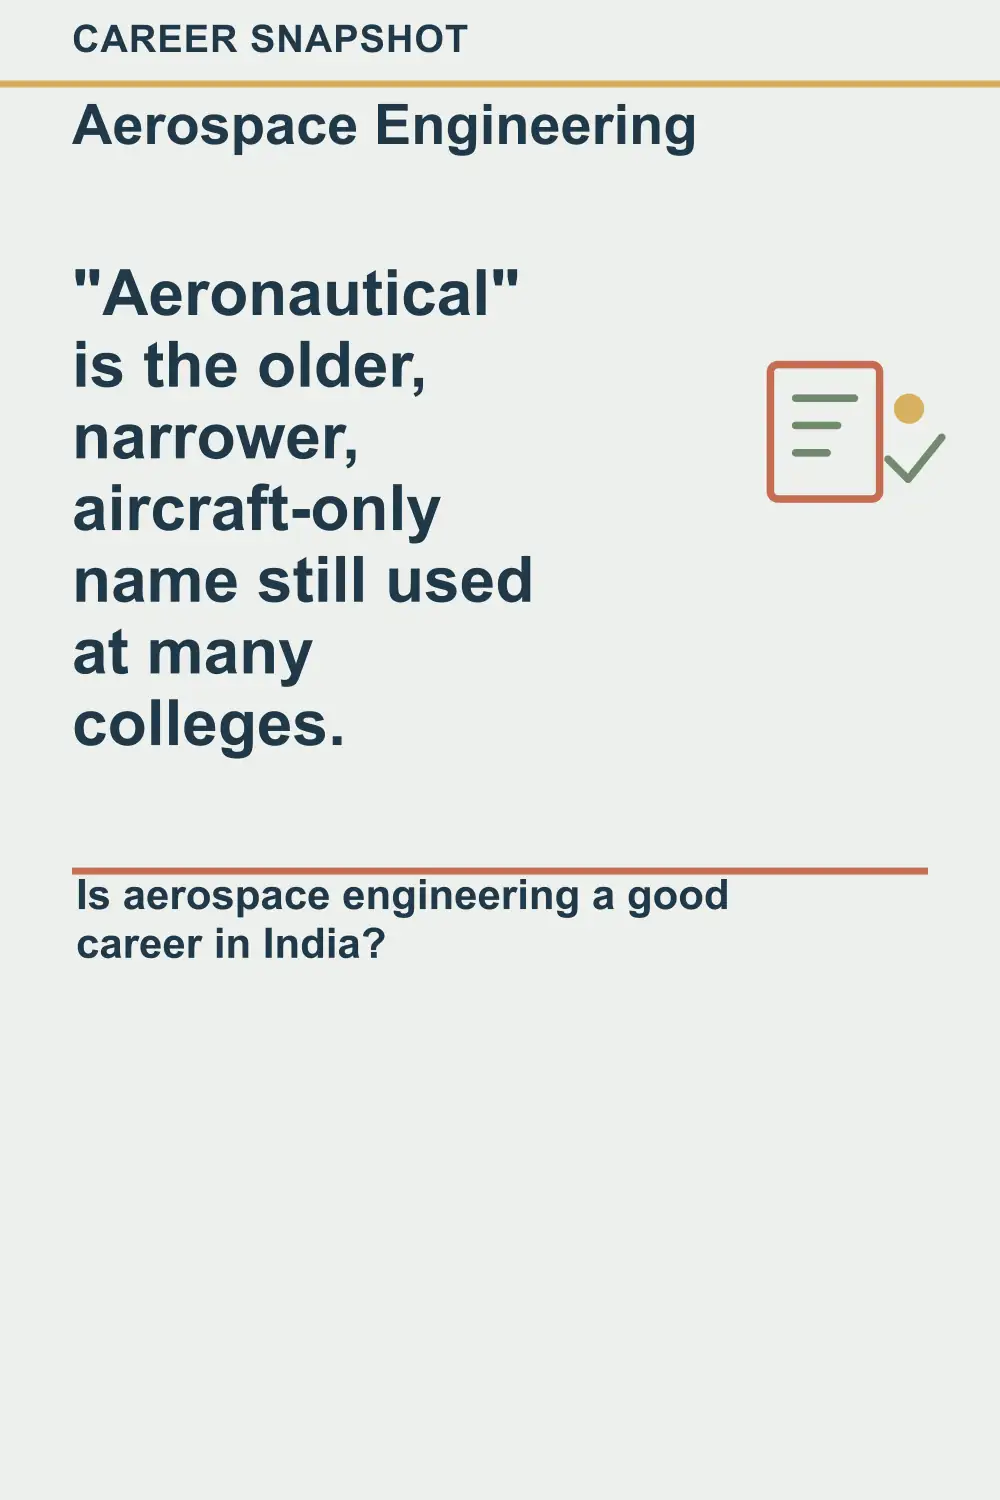 CAREER SNAPSHOT
Aerospace Engineering
"Aeronautical"
is the older,
narrower,
aircraft-only
name still used
at many
colleges.
Is aerospace engineering a good
career in India?